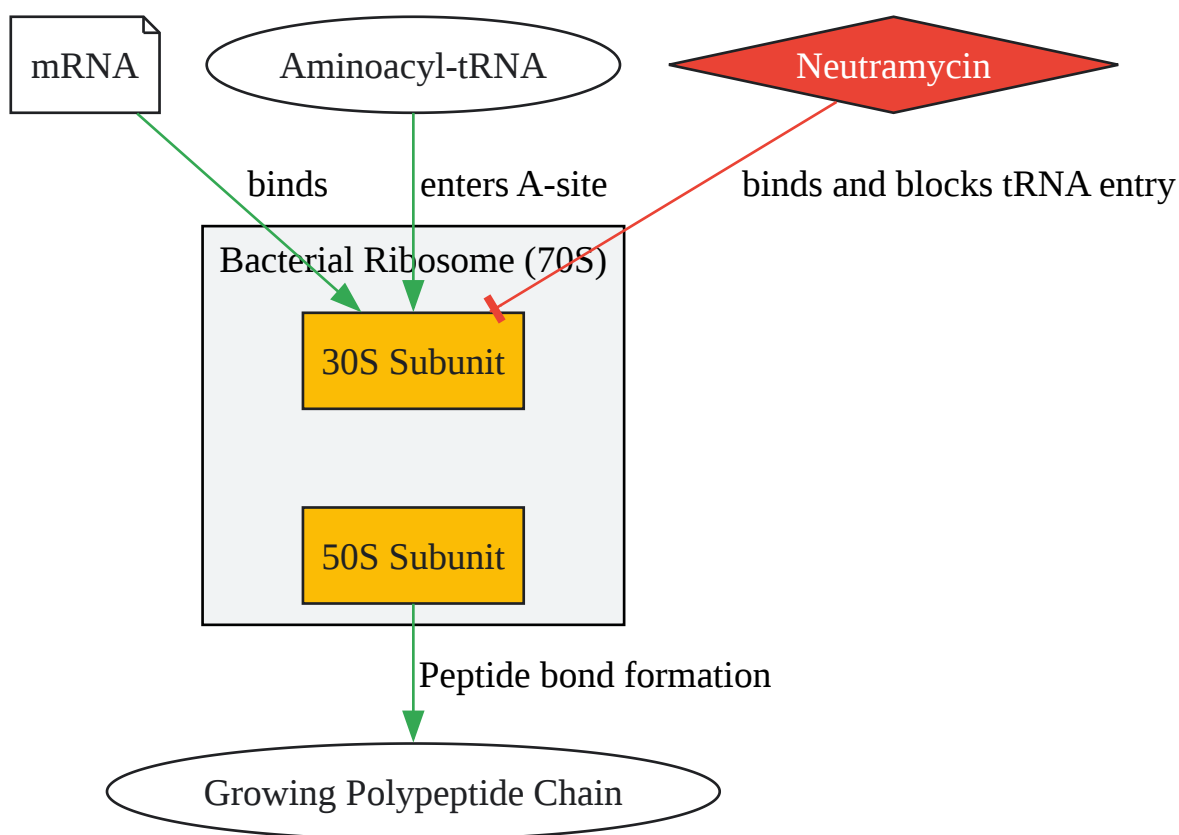 mRNA
Aminoacyl-tRNA
Neutramycin
binds
enters A-site
binds and blocks tRNA entry
Bacterial Ribosome (70S)
30S Subunit
50S Subunit
Peptide bond formation
Growing Polypeptide Chain